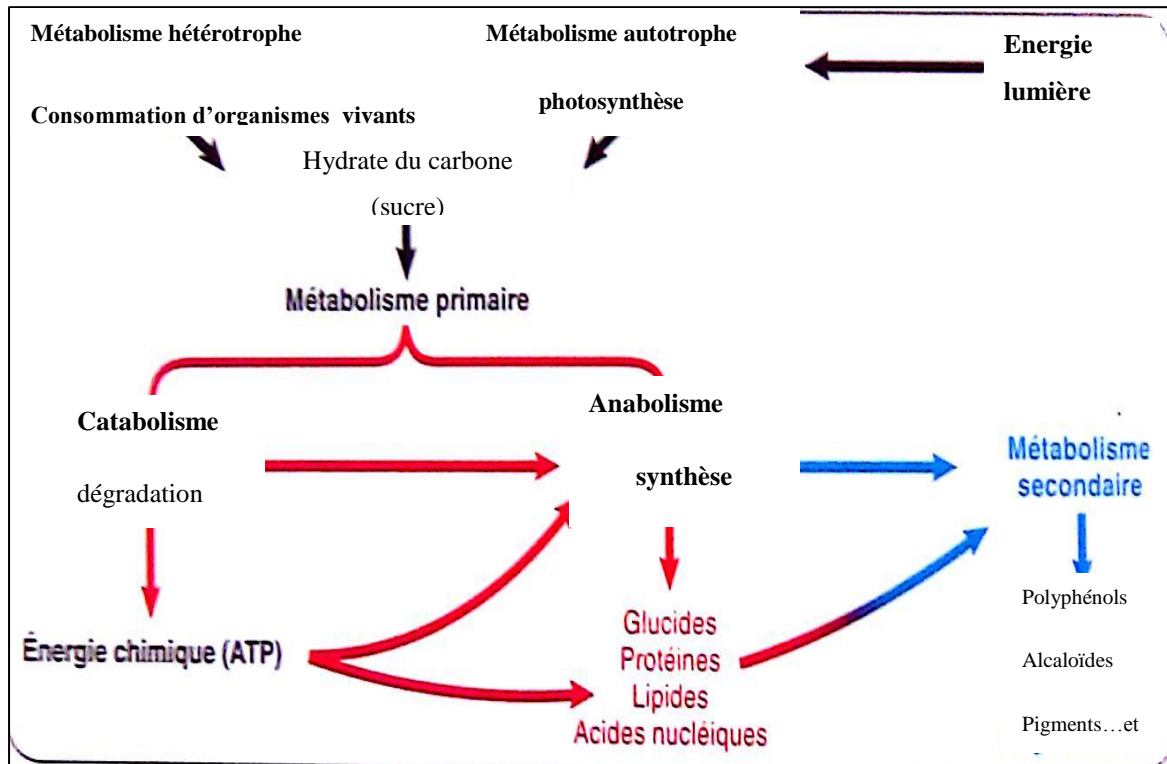 Métabolisme hétérotrophe
Métabolisme autotrophe
Energie
lumière
Consommation d'organismes vivants
photosynthèse
Hydrate du carbone
(sucre)
Métabolisme primaire
Catabolisme
dégradation
Anabolisme
synthèse
Métabolisme
secondaire
Énergie chimique (ATP)
Glucides
Protéines
Lipides
Acides nucléiques
Polyphénols
Alcaloïdes
Pigments…et